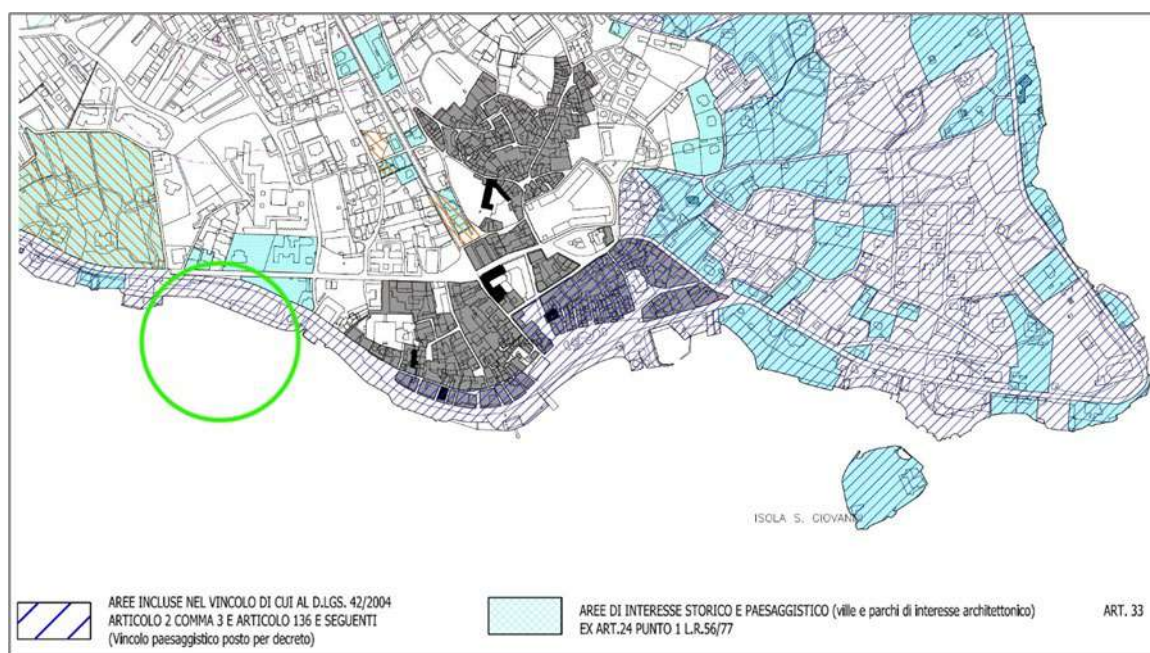 ISOLA S. GIOVANNI
AREE INCLUSE NEL VINCOLO DI CUI AL D.LGS. 42/2004
ARTICOLO 2 COMMA 3 E ARTICOLO 136 E SEGUENTI
(Vincolo paesaggistico posto per decreto)
AREE DI INTERESSE STORICO E PAESAGGISTICO (ville e parchi di interesse architettonico)
EX ART.24 PUNTO 1 L.R.56/77
ART. 33